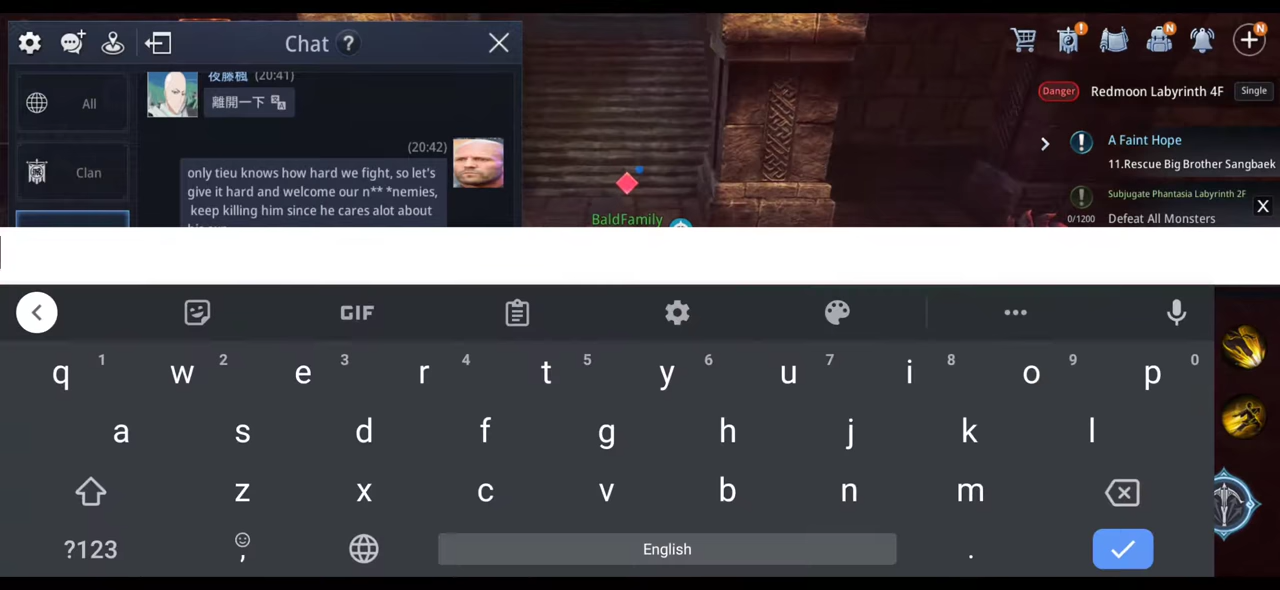 Chat ?
All
Clan
後藤楓 (20:41)
離開一下
(20:42)
only tieu knows how hard we fight, so let's
give it hard and welcome our n** *nemies,
keep killing him since he cares alot about
BaldFamily
N
N
Danger Redmoon Labyrinth 4F Single
A Faint Hope
11.Rescue Big Brother Sangbaek
Subjugate Phantasia Labyrinth 2F
0/1200 Defeat All Monsters
X
GIF
q 1 w 2 e 3 r 4 t 5 y 6 u 7 i 8 o 9 p 0
a s d f g h j k l
z x c v b n m
?123 , English .